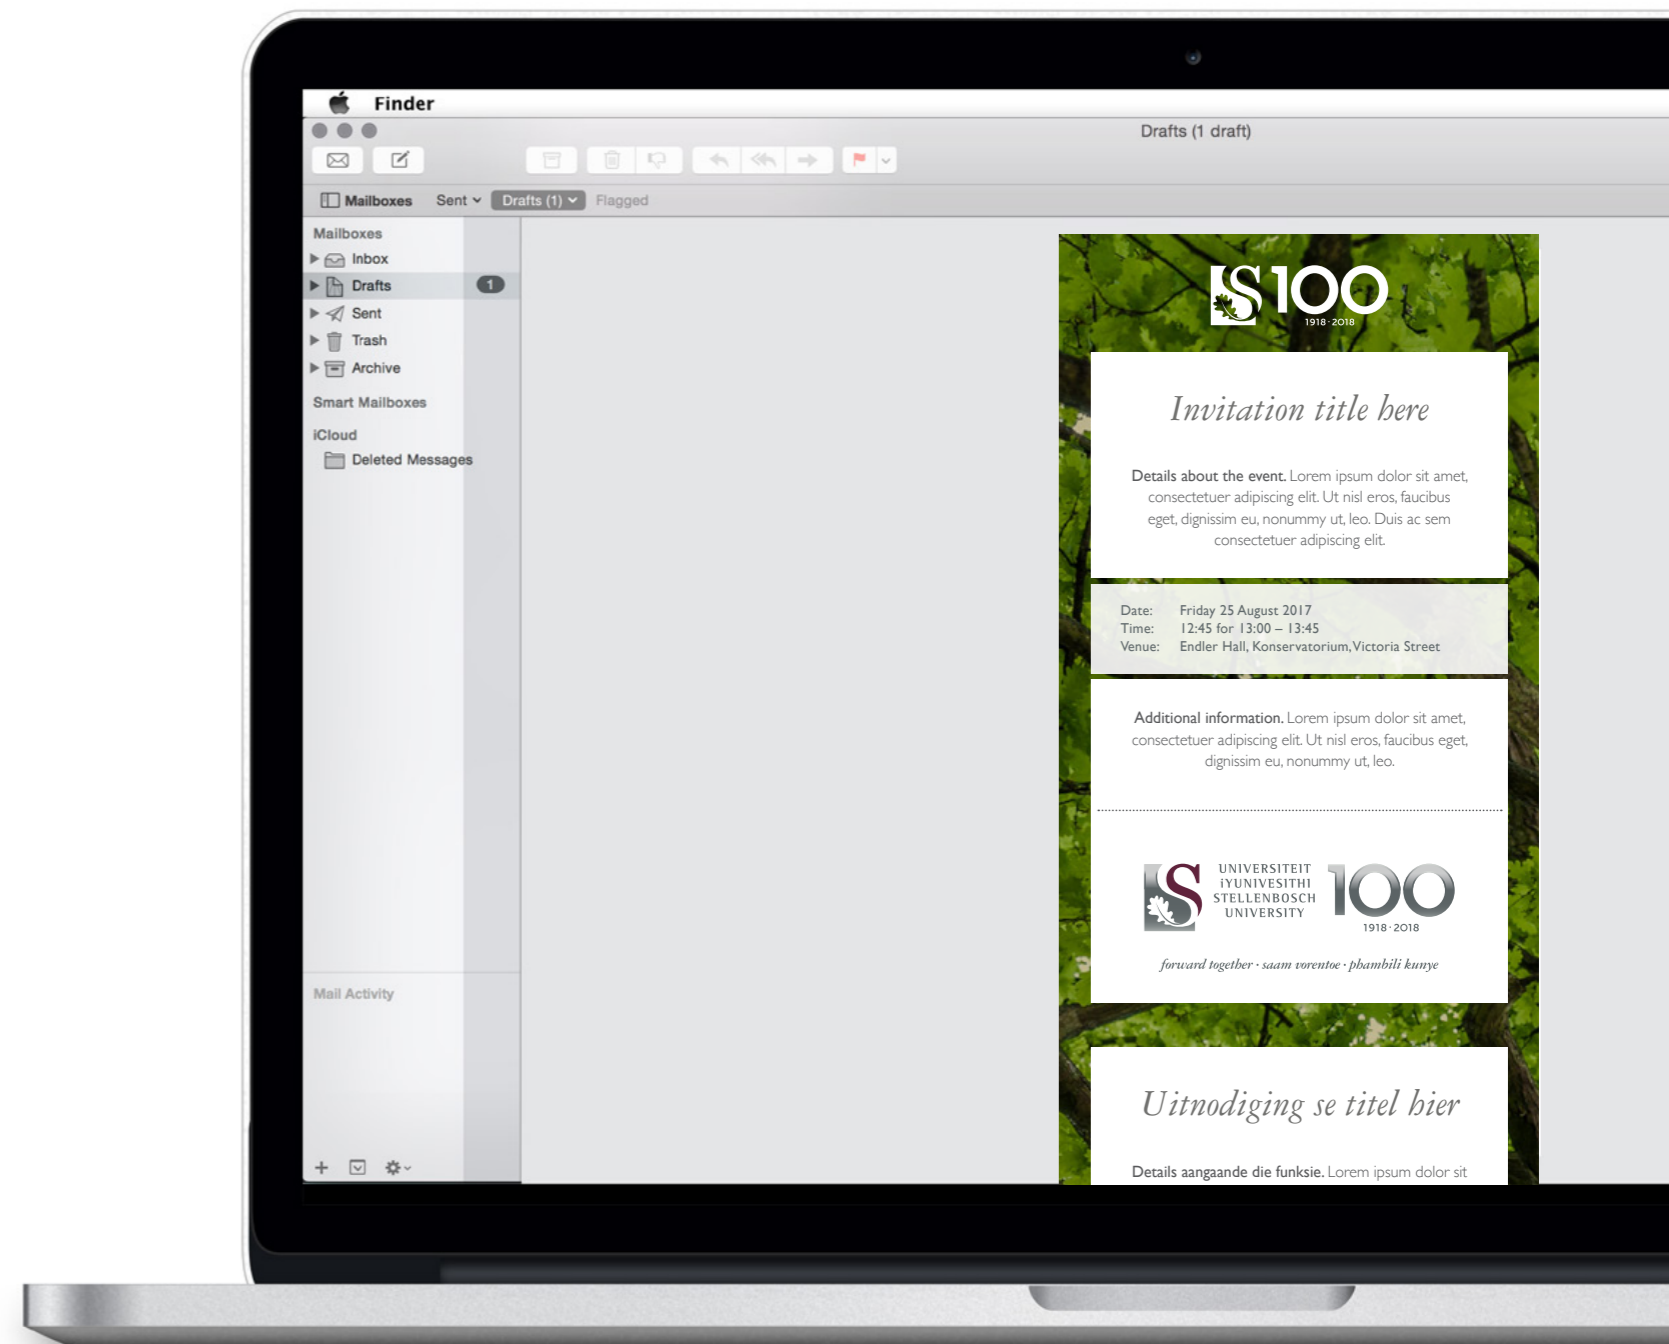 Finder
Drafts (1 draft)
Mailboxes Sent Drafts (1) Flagged
Mailboxes
Inbox
Drafts 1
Sent
Trash
Archive
Smart Mailboxes
iCloud
Deleted Messages
Mail Activity
S100
1918 · 2018
Invitation title here
Details about the event. Lorem ipsum dolor sit amet,
consectetuer adipiscing elit. Ut nisl eros, faucibus
eget, dignissim eu, nonummy ut, leo. Duis ac sem
consectetuer adipiscing elit.
Date: Friday 25 August 2017
Time: 12:45 for 13:00 – 13:45
Venue: Endler Hall, Konservatorium, Victoria Street
Additional information. Lorem ipsum dolor sit amet,
consectetuer adipiscing elit. Ut nisl eros, faucibus eget,
dignissim eu, nonummy ut, leo.
S
UNIVERSITEIT
iYUNIVESITHI
STELLENBOSCH
UNIVERSITY
100
1918 · 2018
forward together · saam vorentoe · phambili kunye
Uitnodiging se titel hier
Details aangaande die funksie. Lorem ipsum dolor sit